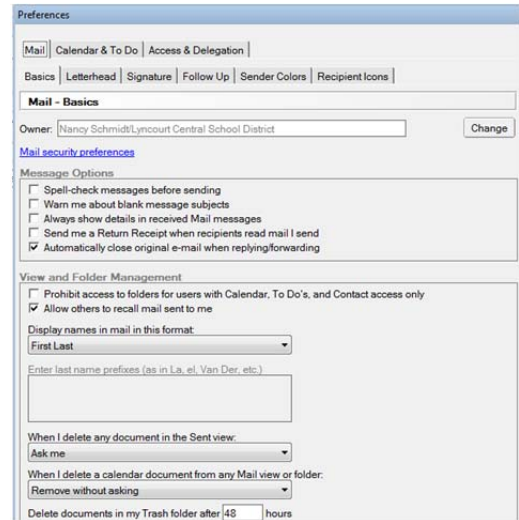 Preferences
Mail Calendar & To Do Access & Delegation
Basics Letterhead Signature Follow Up Sender Colors Recipient Icons
Mail - Basics
Owner: Nancy Schmidt/Lyncourt Central School District Change
Mail security preferences
Message Options
Spell-check messages before sending
Warn me about blank message subjects
Always show details in received Mail messages
Send me a Return Receipt when recipients read mail I send
Automatically close original e-mail when replying/forwarding
View and Folder Management
Prohibit access to folders for users with Calendar, To Do's, and Contact access only
Allow others to recall mail sent to me
Display names in mail in this format:
First Last
Enter last name prefixes (as in La, el, Van Der, etc.)
When I delete any document in the Sent view:
Ask me
When I delete a calendar document from any Mail view or folder:
Remove without asking
Delete documents in my Trash folder after 48 hours